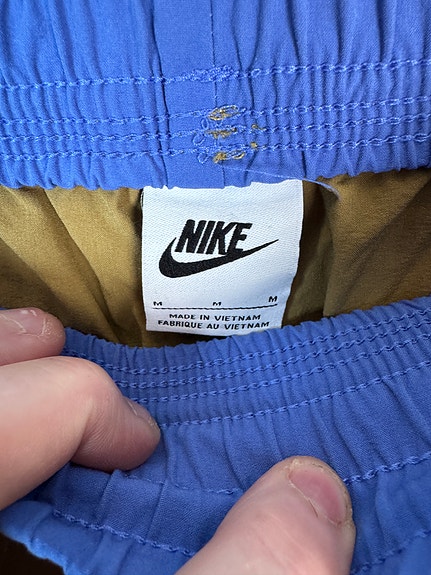 NIKE
M M M
MADE IN VIETNAM
FABRIQUE AU VIETNAM